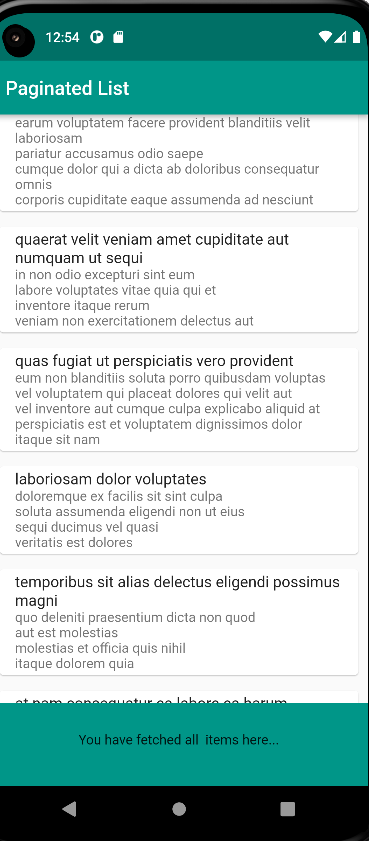 12:54
Paginated List
earum voluptatem facere provident blanditiis velit
laboriosam
pariatur accusamus odio saepe
cumque dolor qui a dicta ab doloribus consequatur
omnis
corporis cupiditate eaque assumenda ad nesciunt
quaerat velit veniam amet cupiditate aut
numquam ut sequi
in non odio excepturi sint eum
labore voluptates vitae quia qui et
inventore itaque rerum
veniam non exercitationem delectus aut
quas fugiat ut perspiciatis vero provident
eum non blanditiis soluta porro quibusdam voluptas
vel voluptatem qui placeat dolores qui velit aut
vel inventore aut cumque culpa explicabo aliquid at
perspiciatis est et voluptatem dignissimos dolor
itaque sit nam
laboriosam dolor voluptates
doloremque ex facilis sit sint culpa
soluta assumenda eligendi non ut eius
sequi ducimus vel quasi
veritatis est dolores
temporibus sit alias delectus eligendi possimus
magni
quo deleniti praesentium dicta non quod
aut est molestias
molestias et officia quis nihil
itaque dolorem quia
at nam consequatur ea labore ea harum
You have fetched all  items here...